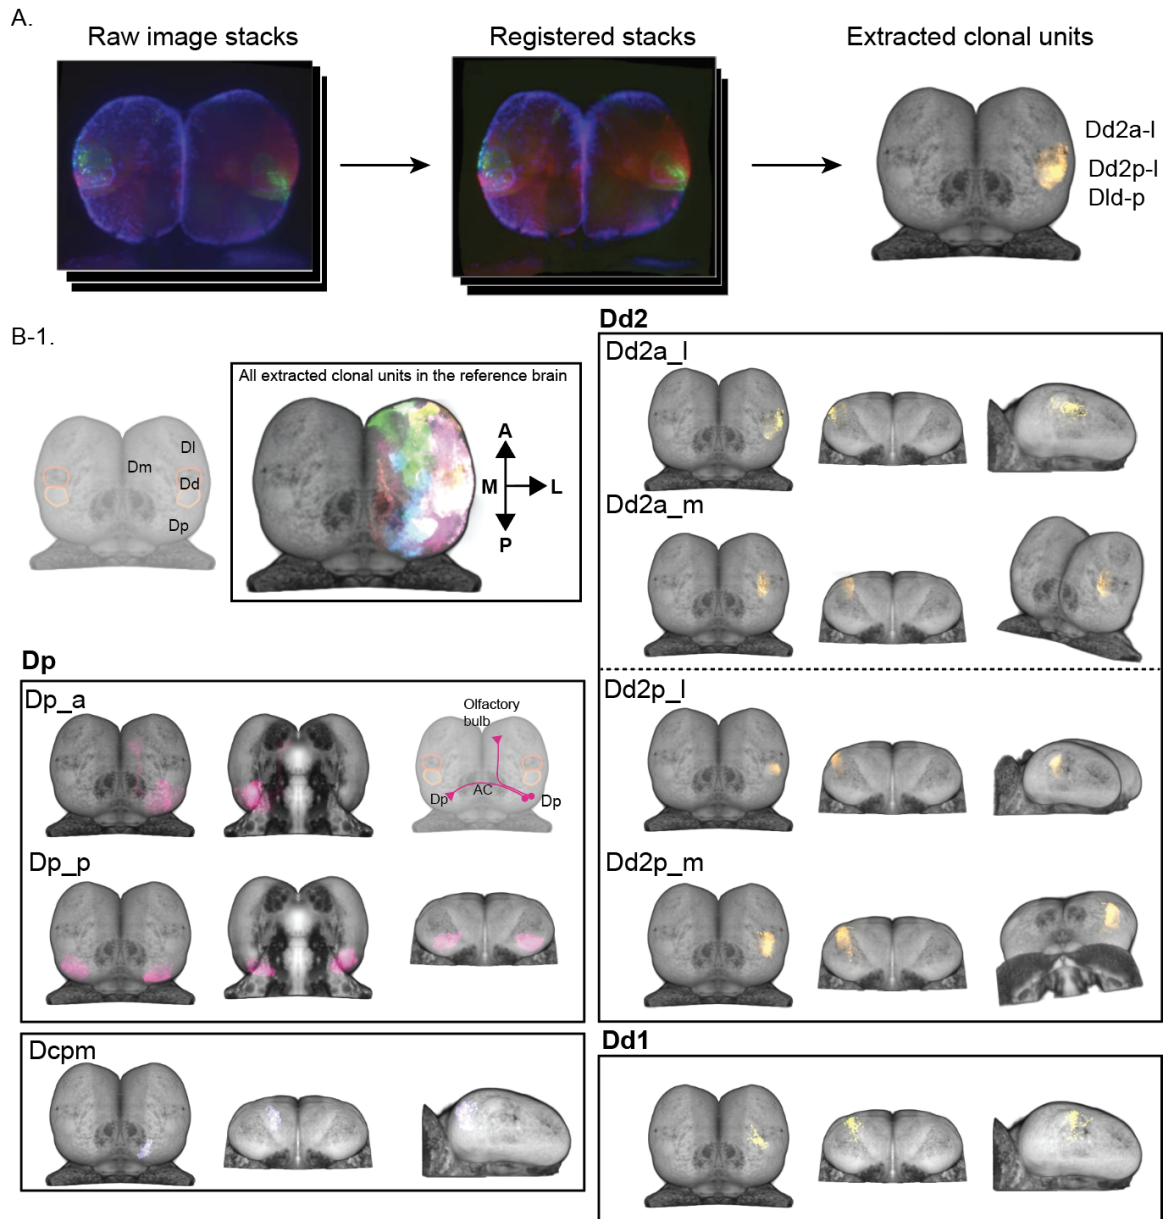 A.
Raw image stacks
Registered stacks
Extracted clonal units
Dd2a-l
Dd2p-l
Dld-p
B-1.
All extracted clonal units in the reference brain
Dl
Dm
Dd
Dp
A
M
L
P
Dd2
Dd2a_l
Dd2a_m
Dd2p_l
Dd2p_m
Dp
Dp_a
Olfactory
bulb
Dp
AC
Dp
Dp_p
Dcpm
Dd1